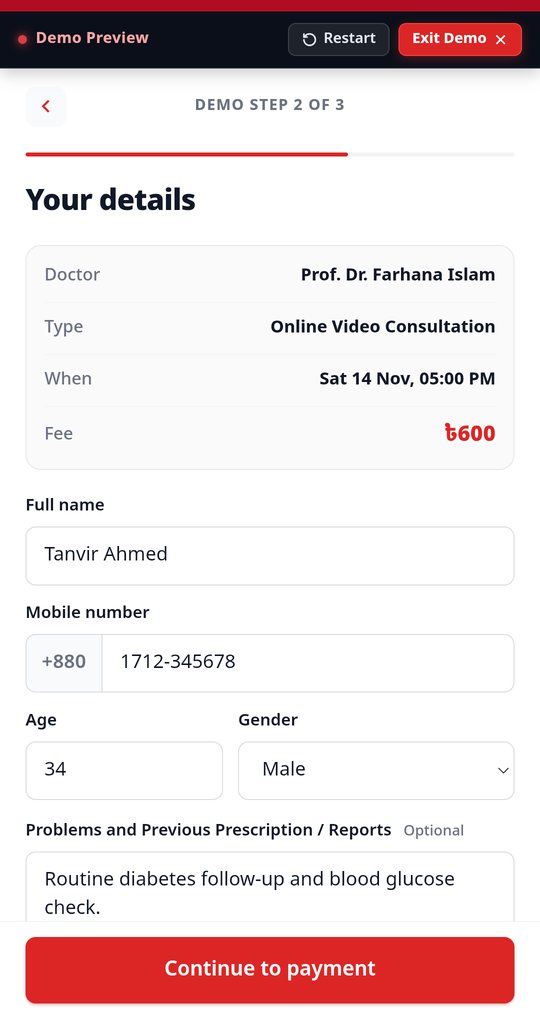 Demo Preview
Restart
Exit Demo
DEMO STEP 2 OF 3
Your details
Doctor
Prof. Dr. Farhana Islam
Type
Online Video Consultation
When
Sat 14 Nov, 05:00 PM
Fee
৳600
Full name
Tanvir Ahmed
Mobile number
+880
1712-345678
Age
Gender
34
Male
Problems and Previous Prescription / Reports Optional
Routine diabetes follow-up and blood glucose
check.
Continue to payment